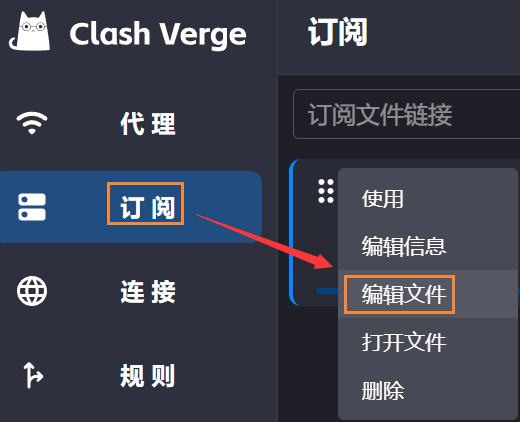 Clash Verge
代理
订阅
连接
规则
订阅
订阅文件链接
使用
编辑信息
编辑文件
打开文件
删除